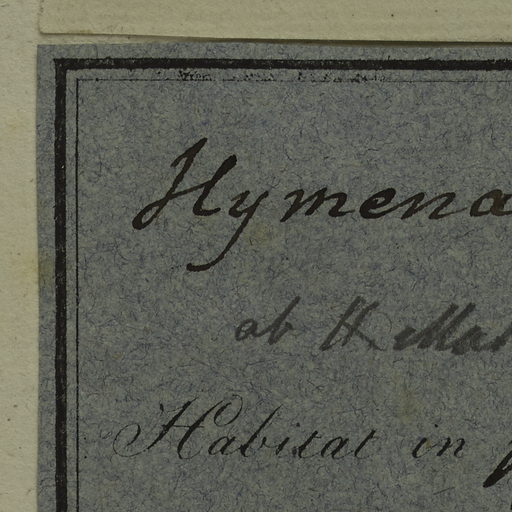 Hymena
ab H.
Habitat in